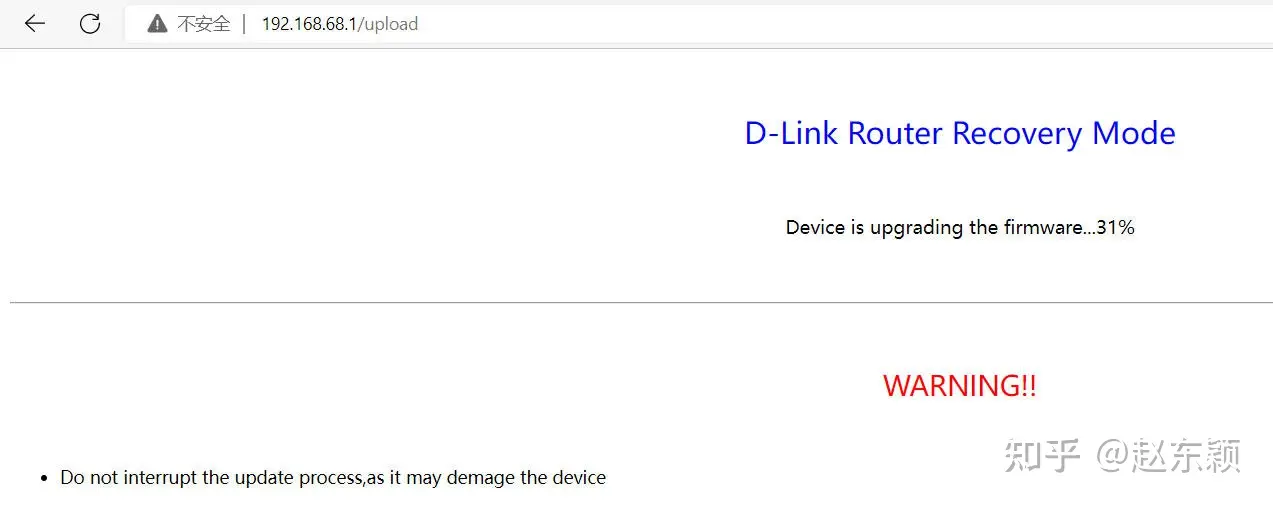 不安全 | 192.168.68.1/upload
D-Link Router Recovery Mode
Device is upgrading the firmware...31%
WARNING!!
知乎 @赵东颖
• Do not interrupt the update process,as it may demage the device